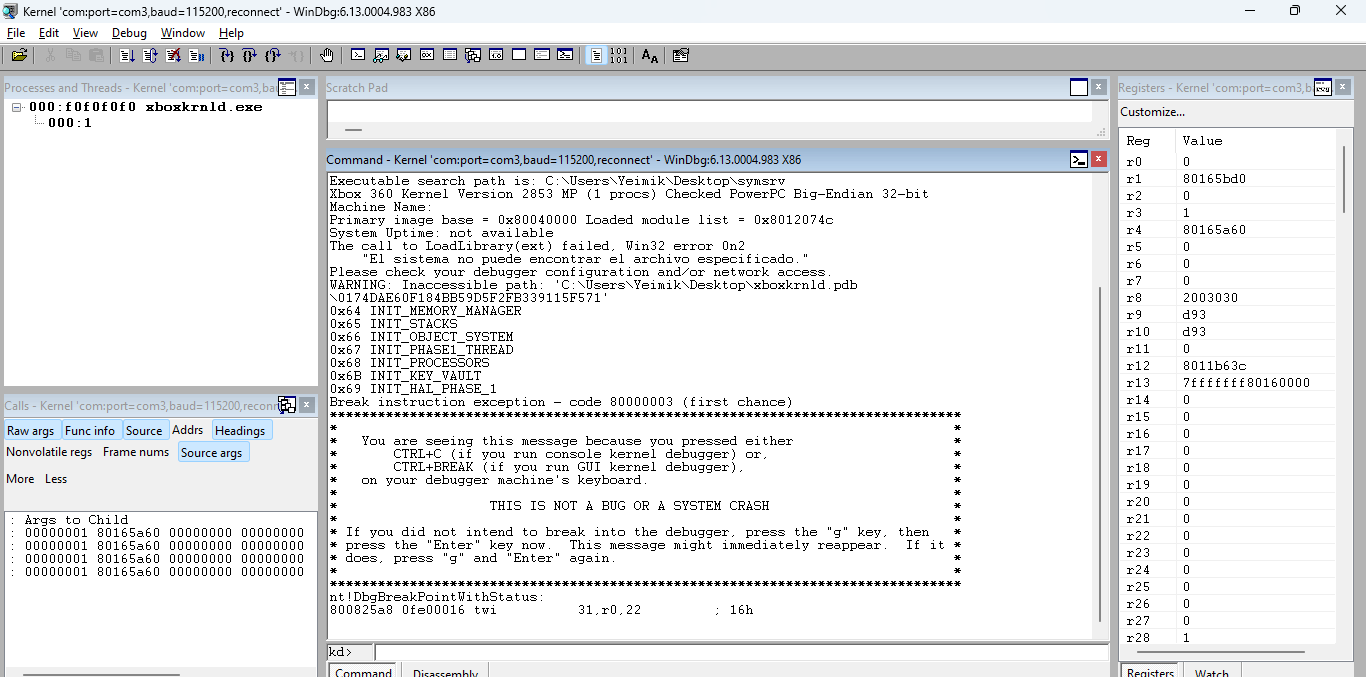 Kernel 'com:port=com3,baud=115200,reconnect' - WinDbg:6.13.0004.983 X86
File Edit View Debug Window Help
Processes and Threads - Kernel 'com:port=com3,ba
000:f0f0f0f0 xboxkrnld.exe
000:1
Calls - Kernel 'com:port=com3,baud=115200,reconn
Raw args Func info Source Addrs Headings
Nonvolatile regs Frame nums Source args
More Less
: Args to Child
: 00000001 80165a60 00000000 00000000
: 00000001 80165a60 00000000 00000000
: 00000001 80165a60 00000000 00000000
: 00000001 80165a60 00000000 00000000
Scratch Pad
Command - Kernel 'com:port=com3,baud=115200,reconnect' - WinDbg:6.13.0004.983 X86
Executable search path is: C:\Users\Yeimik\Desktop\symsrv
Xbox 360 Kernel Version 2853 MP (1 procs) Checked PowerPC Big-Endian 32-bit
Machine Name:
Primary image base = 0x80040000 Loaded module list = 0x8012074c
System Uptime: not available
The call to LoadLibrary(ext) failed, Win32 error 0n2
"El sistema no puede encontrar el archivo especificado."
Please check your debugger configuration and/or network access.
WARNING: Inaccessible path: 'C:\Users\Yeimik\Desktop\xboxkrnld.pdb
\0174DAE60F184BB59D5F2FB339115F571'
0x64 INIT_MEMORY_MANAGER
0x65 INIT_STACKS
0x66 INIT_OBJECT_SYSTEM
0x67 INIT_PHASE1_THREAD
0x68 INIT_PROCESSORS
0x6B INIT_KEY_VAULT
0x69 INIT_HAL_PHASE_1
Break instruction exception - code 80000003 (first chance)
*******************************************************************************
* *
* You are seeing this message because you pressed either *
* CTRL+C (if you run console kernel debugger) or, *
* CTRL+BREAK (if you run GUI kernel debugger), *
* on your debugger machine's keyboard. *
* *
* THIS IS NOT A BUG OR A SYSTEM CRASH *
* *
* If you did not intend to break into the debugger, press the "g" key, then *
* press the "Enter" key now. This message might immediately reappear. If it *
* does, press "g" and "Enter" again. *
* *
*******************************************************************************
nt!DbgBreakPointWithStatus:
800825a8 0fe00016 twi 31,r0,22 ; 16h
kd>
Command Disassembly
Registers - Kernel 'com:port=com3,baud=115200,r
Customize...
Reg Value
r0 0
r1 80165bd0
r2 0
r3 1
r4 80165a60
r5 0
r6 0
r7 0
r8 2003030
r9 d93
r10 d93
r11 0
r12 8011b63c
r13 7fffffff80160000
r14 0
r15 0
r16 0
r17 0
r18 0
r19 0
r20 0
r21 0
r22 0
r23 0
r24 0
r25 0
r26 0
r27 0
r28 1
Registers Watch